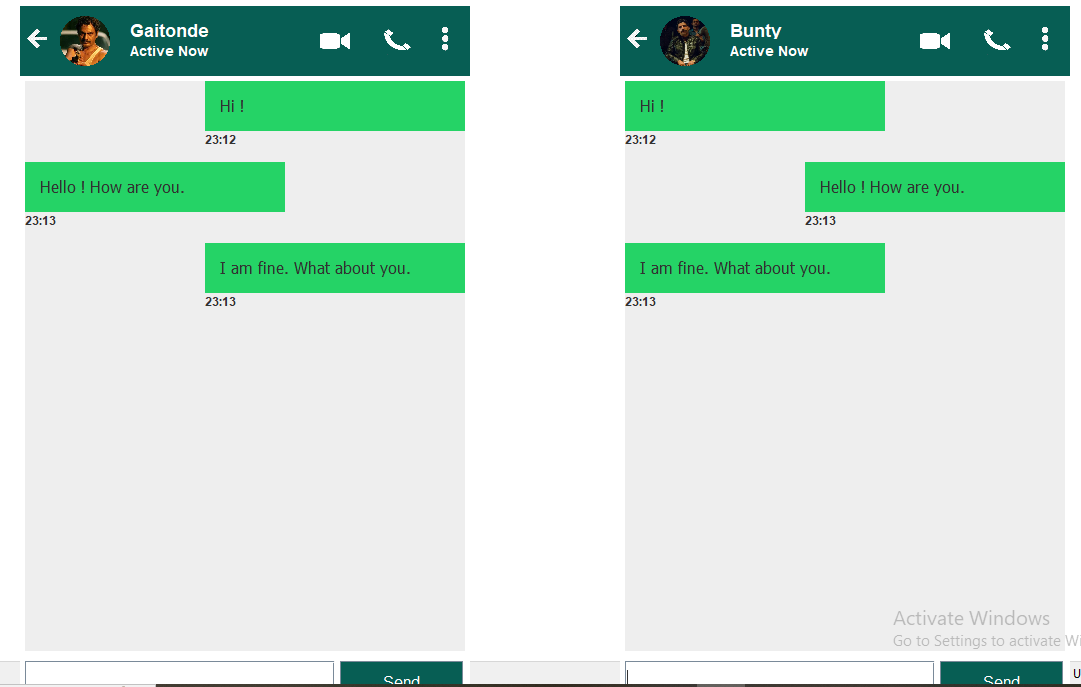 Gaitonde
Active Now
Hi !
23:12
Hello ! How are you.
23:13
I am fine. What about you.
23:13
Send
Bunty
Active Now
Hi !
23:12
Hello ! How are you.
23:13
I am fine. What about you.
23:13
Activate Windows
Go to Settings to activate Wi
Send
U